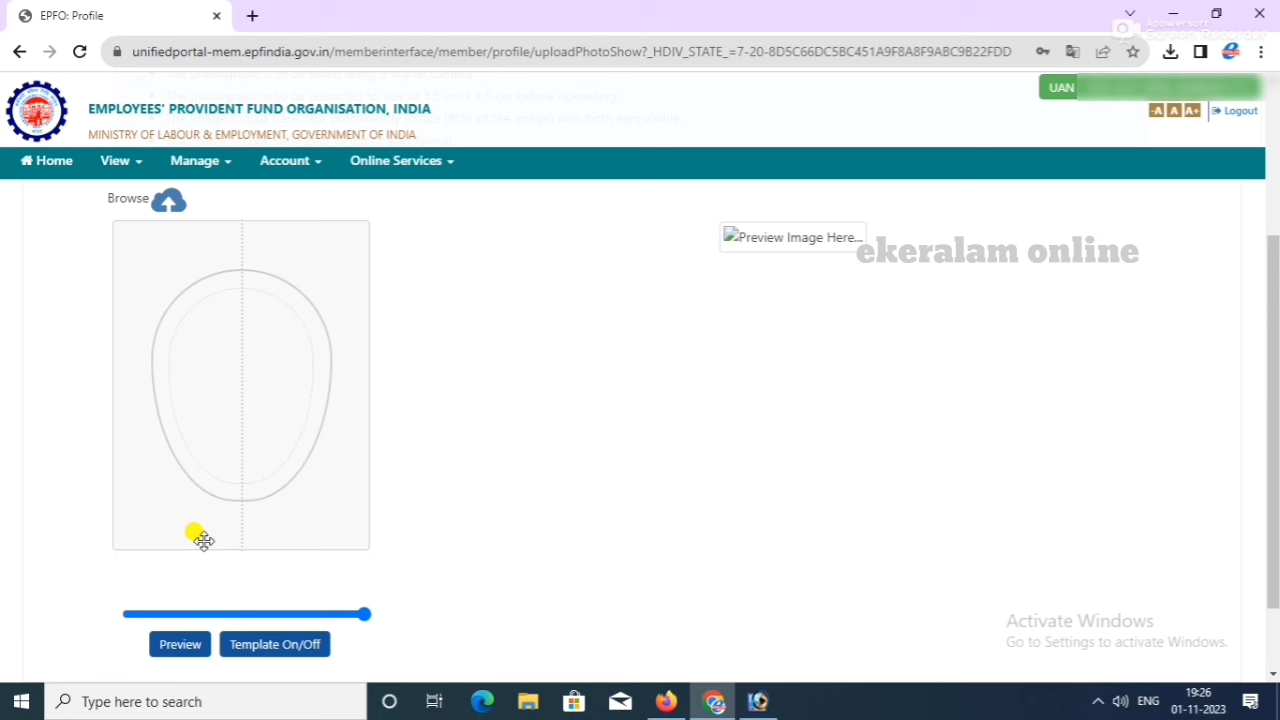 EPFO: Profile
Apowersoft
Screen Recorder
unifiedportal-mem.epfindia.gov.in/memberinterface/member/profile/uploadPhotoShow?_HDIV_STATE_=7-20-8D5C66DC5BC451A9F8A8F9ABC9B22FDD
UAN
EMPLOYEES' PROVIDENT FUND ORGANISATION, INDIA
-A A A+ Logout
MINISTRY OF LABOUR & EMPLOYMENT, GOVERNMENT OF INDIA
Home View Manage Account Online Services
Browse
Preview Image Here...
ekeralam online
Activate Windows
Go to Settings to activate Windows.
Preview Template On/Off
Type here to search
ENG
19:26
01-11-2023